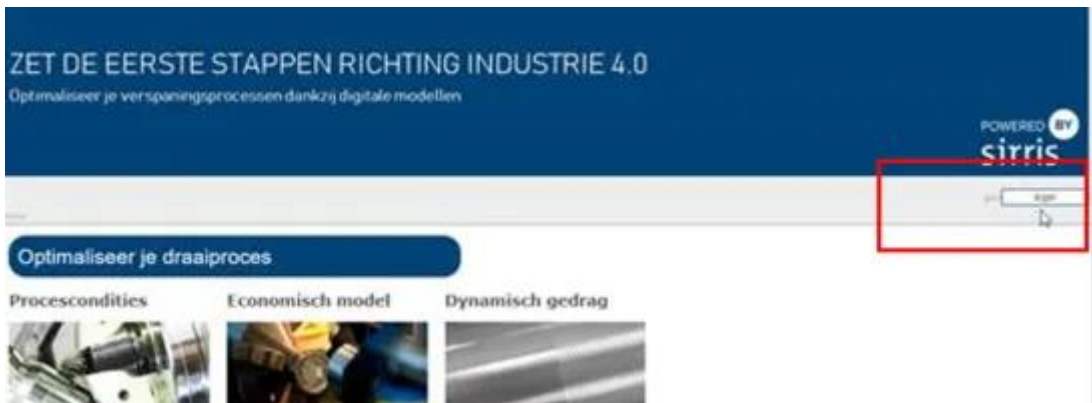 ZET DE EERSTE STAPPEN RICHTING INDUSTRIE 4.0
Optimaliseer je verspaningsprocessen dankzij digitale modellen
POWERED BY
sirris
Optimaliseer je draaiproces
Procescondities
Economisch model
Dynamisch gedrag